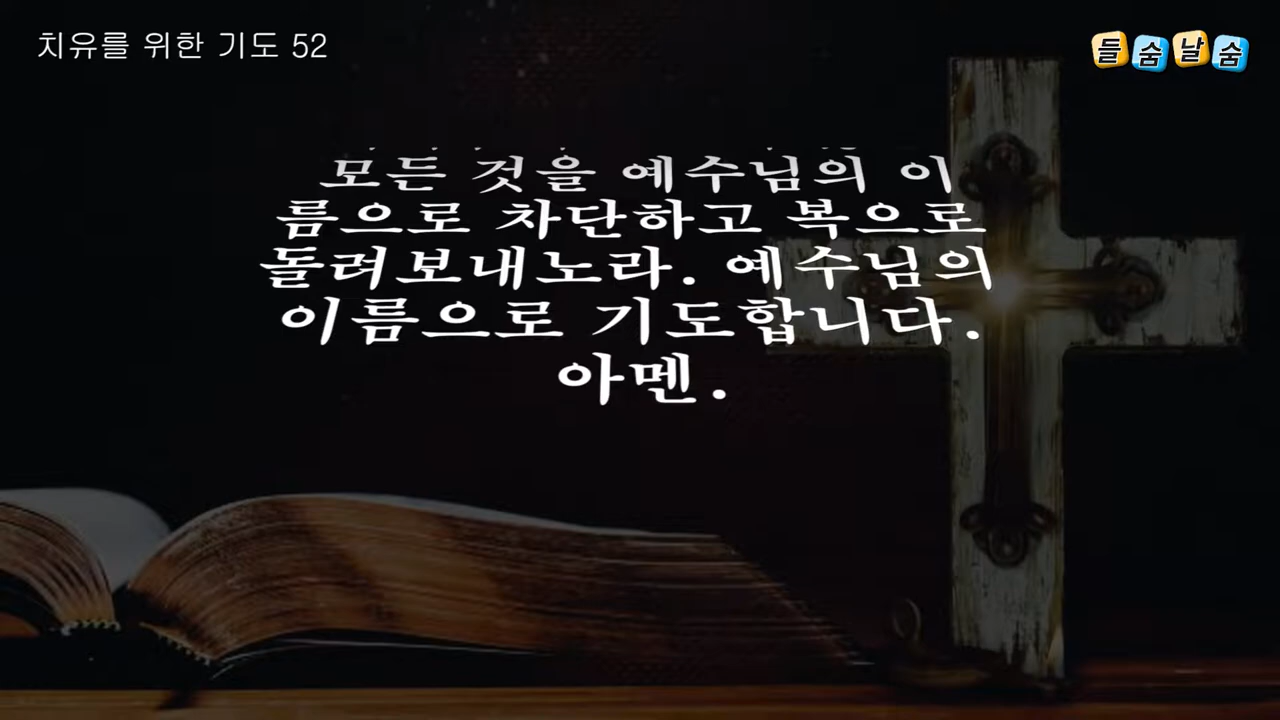 치유를 위한 기도 52
들숨날숨
모든 것을 예수님의 이
름으로 차단하고 복으로
돌려보내노라. 예수님의
이름으로 기도합니다.
아멘.